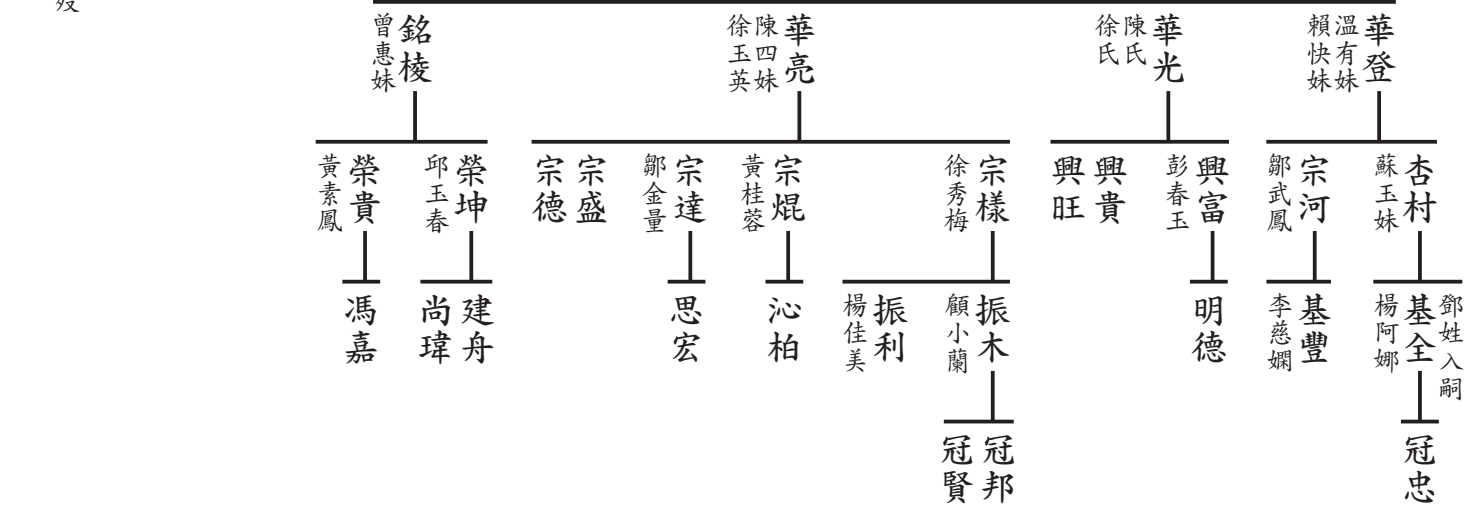 華登
溫有妹
賴快妹
華光
陳氏
徐氏
華亮
陳四妹
徐玉英
銘棱
曾惠妹
杏村
蘇玉妹
宗河
鄒武鳳
興富
彭春玉
興貴
興旺
宗樣
徐秀梅
宗焜
黃桂蓉
宗達
鄒金量
宗盛
宗德
榮坤
邱玉春
榮貴
黃素鳳
鄧姓入嗣
基全
楊阿娜
基豐
李慈嫻
明德
振木
顧小蘭
振利
楊佳美
沁柏
思宏
建舟
尚瑋
馮嘉
冠忠
冠邦
冠賢